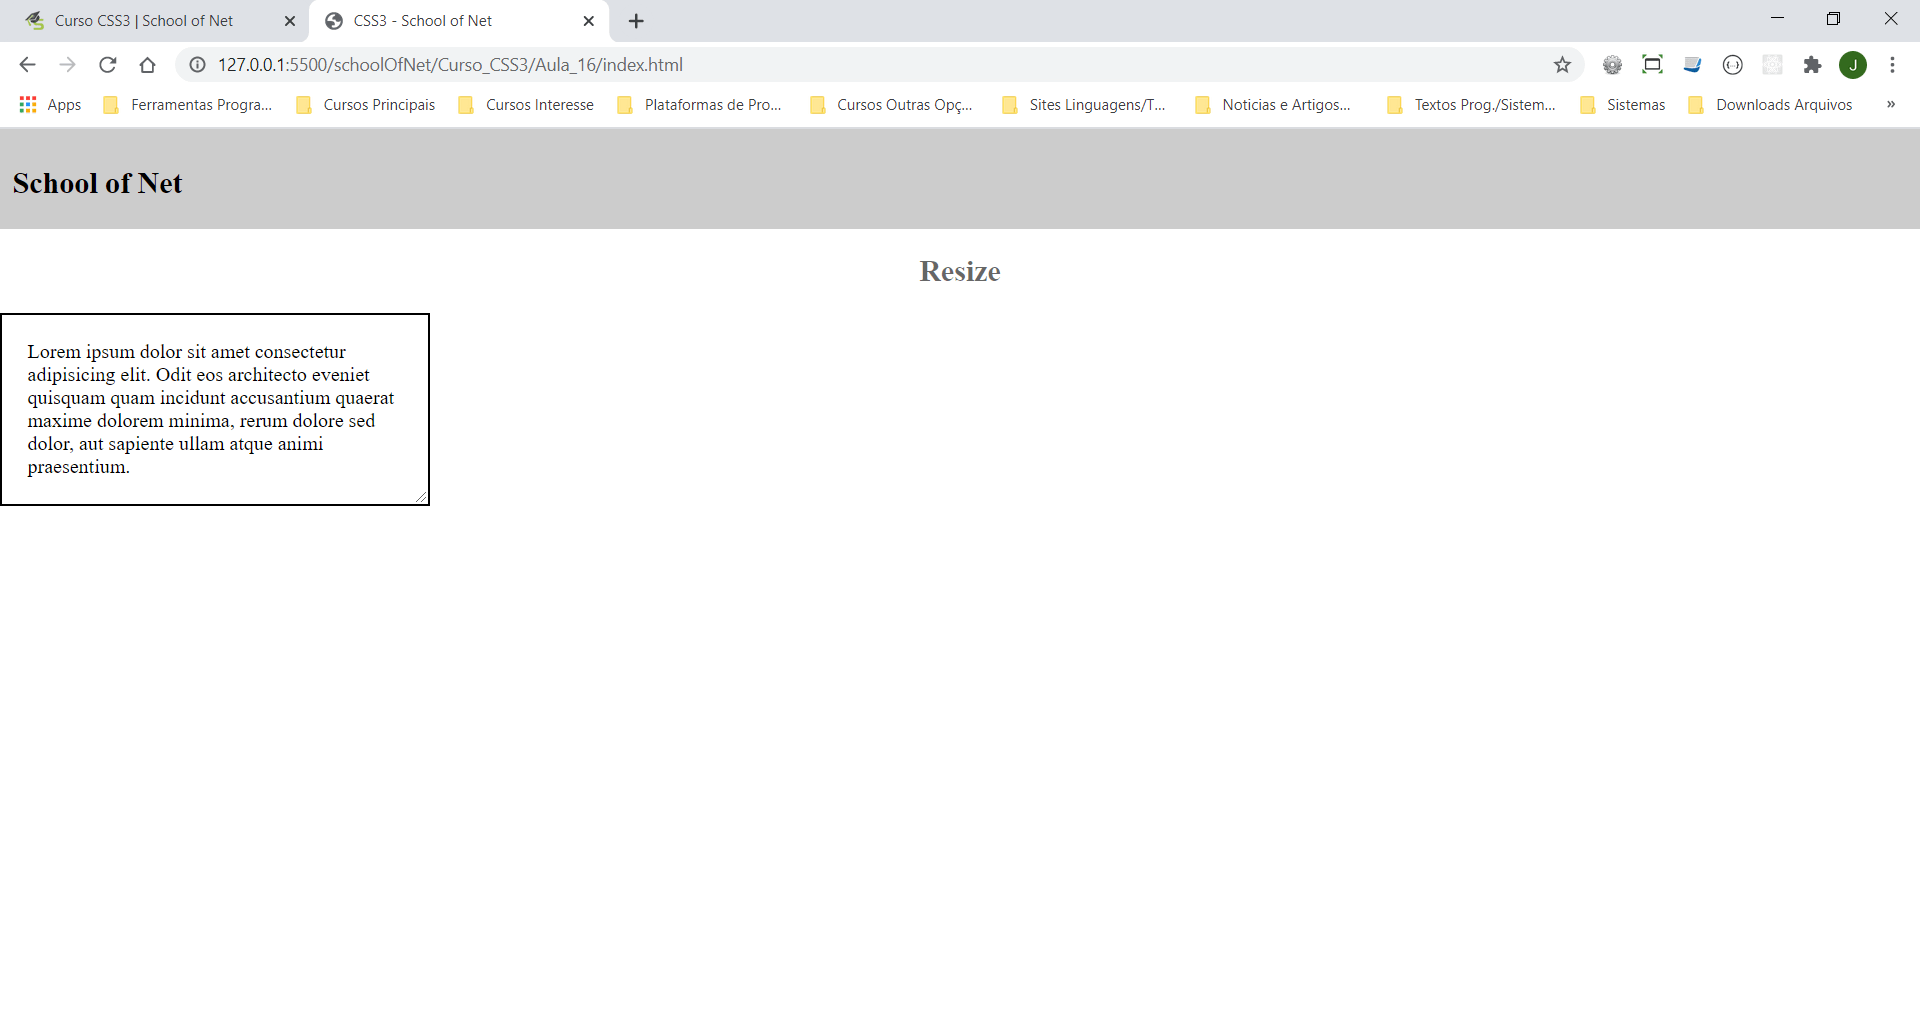 Curso CSS3 | School of Net
CSS3 - School of Net
127.0.0.1:5500/schoolOfNet/Curso_CSS3/Aula_16/index.html
J
Apps
Ferramentas Progra...
Cursos Principais
Cursos Interesse
Plataformas de Pro...
Cursos Outras Opç...
Sites Linguagens/T...
Noticias e Artigos...
Textos Prog./Sistem...
Sistemas
Downloads Arquivos
»
School of Net
Resize
Lorem ipsum dolor sit amet consectetur
adipisicing elit. Odit eos architecto eveniet
quisquam quam incidunt accusantium quaerat
maxime dolorem minima, rerum dolore sed
dolor, aut sapiente ullam atque animi
praesentium.